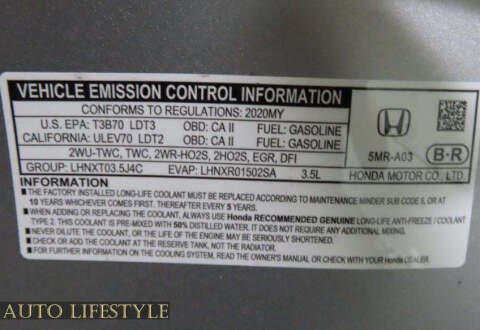 VEHICLE EMISSION CONTROL INFORMATION
CONFORMS TO REGULATIONS: 2020MY
U.S. EPA: T3B70 LDT3 OBD: CA II FUEL: GASOLINE
CALIFORNIA: ULEV70 LDT2 OBD: CA II FUEL: GASOLINE
2WU-TWC, TWC, 2WR-HO2S, 2HO2S, EGR, DFI
GROUP: LHNXT03.5J4C EVAP: LHNXR01502SA 3.5L
5MR-A03 B-R
HONDA MOTOR CO., LTD.
INFORMATION
■ THE FACTORY INSTALLED LONG-LIFE COOLANT MUST BE REPLACED ACCORDING TO MAINTENANCE MINDER SUB CODE 5, OR AT
10 YEARS WHICHEVER COMES FIRST. THEREAFTER EVERY 5 YEARS.
■ WHEN ADDING OR REPLACING THE COOLANT, ALWAYS USE Honda RECOMMENDED GENUINE LONG-LIFE ANTI-FREEZE / COOLANT
TYPE 2. THIS COOLANT IS PRE-MIXED WITH 50% DISTILLED WATER. IT DOES NOT REQUIRE ANY ADDITIONAL MIXING.
OTHERWISE, CORROSION MAY OCCUR, OR THE LIFE OF THE ENGINE MAY BE SERIOUSLY SHORTENED.
■ CHECK AND ADD THE COOLANT AT THE RESERVE TANK, NOT THE RADIATOR.
■ FOR FURTHER INFORMATION ON THE COOLING SYSTEM, READ THE OWNER'S MANUAL OR ASK YOUR Honda DEALER.
AUTO LIFESTYLE